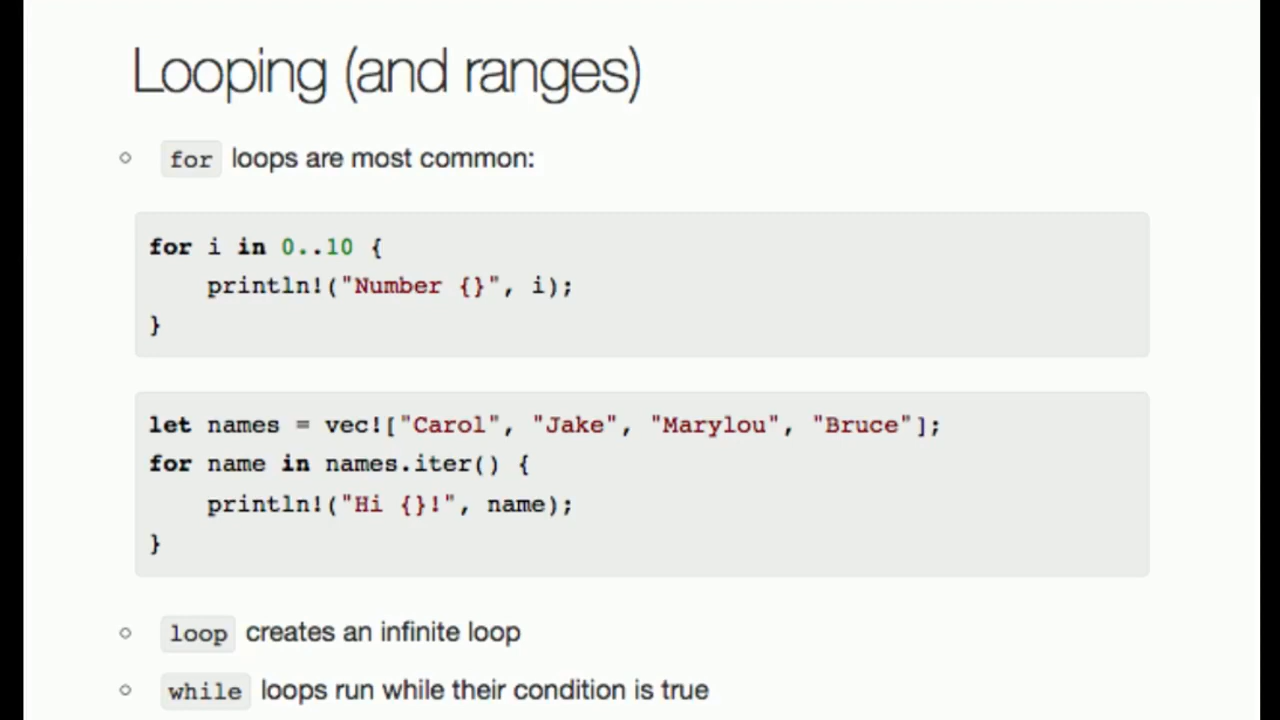 Looping (and ranges)
for loops are most common:
for i in 0..10 {
    println!("Number {}", i);
}
let names = vec!["Carol", "Jake", "Marylou", "Bruce"];
for name in names.iter() {
    println!("Hi {}!", name);
}
loop creates an infinite loop
while loops run while their condition is true